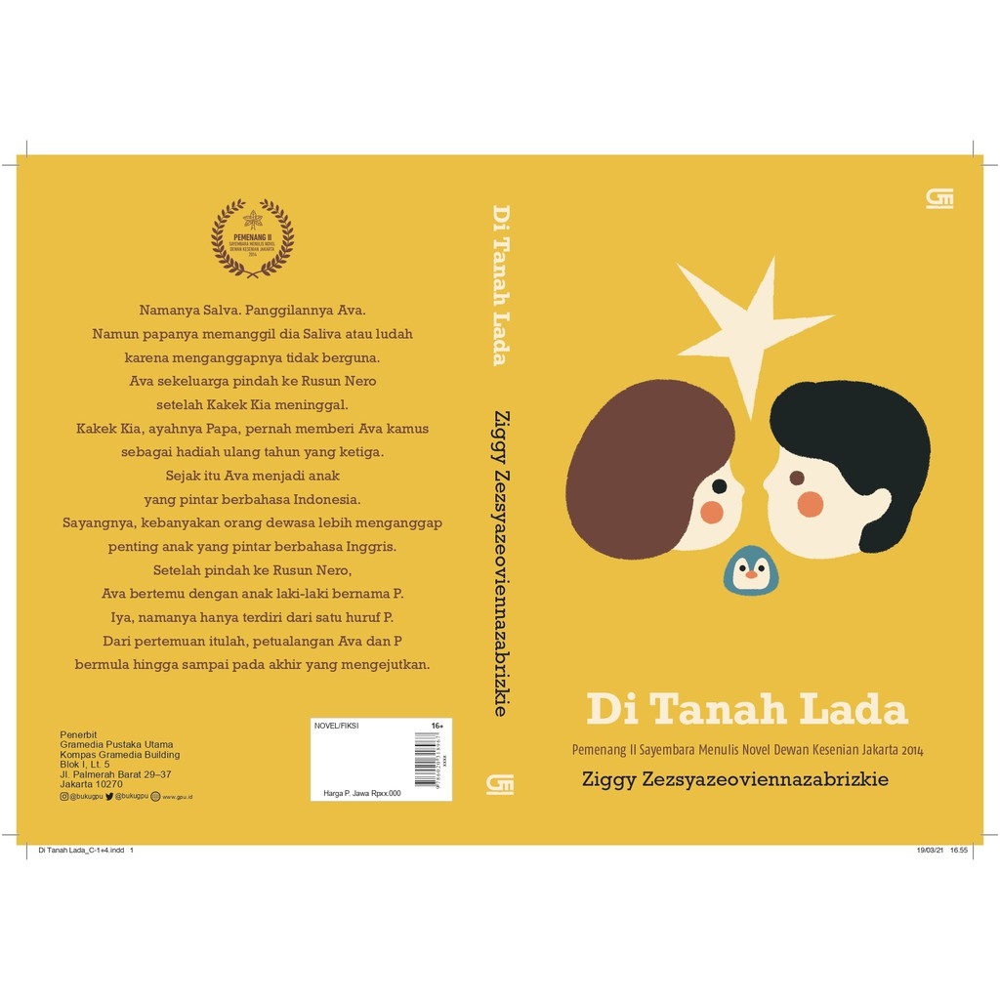 PEMENANG II
SAYEMBARA MENULIS NOVEL
DEWAN KESENIAN JAKARTA
2014
Namanya Salva. Panggilannya Ava.
Namun papanya memanggil dia Saliva atau ludah
karena menganggapnya tidak berguna.
Ava sekeluarga pindah ke Rusun Nero
setelah Kakek Kia meninggal.
Kakek Kia, ayahnya Papa, pernah memberi Ava kamus
sebagai hadiah ulang tahun yang ketiga.
Sejak itu Ava menjadi anak
yang pintar berbahasa Indonesia.
Sayangnya, kebanyakan orang dewasa lebih menganggap
penting anak yang pintar berbahasa Inggris.
Setelah pindah ke Rusun Nero,
Ava bertemu dengan anak laki-laki bernama P.
Iya, namanya hanya terdiri dari satu huruf P.
Dari pertemuan itulah, petualangan Ava dan P
bermula hingga sampai pada akhir yang mengejutkan.
Penerbit
Gramedia Pustaka Utama
Kompas Gramedia Building
Blok I, Lt. 5
Jl. Palmerah Barat 29–37
Jakarta 10270
@bukugpu @bukugpu www.gpu.id
NOVEL/FIKSI 16+
xxxx
Harga P. Jawa Rpxx.000
Di Tanah Lada
Ziggy Zezsyazeoviennazabrizkie
Di Tanah Lada
Pemenang II Sayembara Menulis Novel Dewan Kesenian Jakarta 2014
Ziggy Zezsyazeoviennazabrizkie
Di Tanah Lada_C-1+4.indd 1
19/03/21 16.55